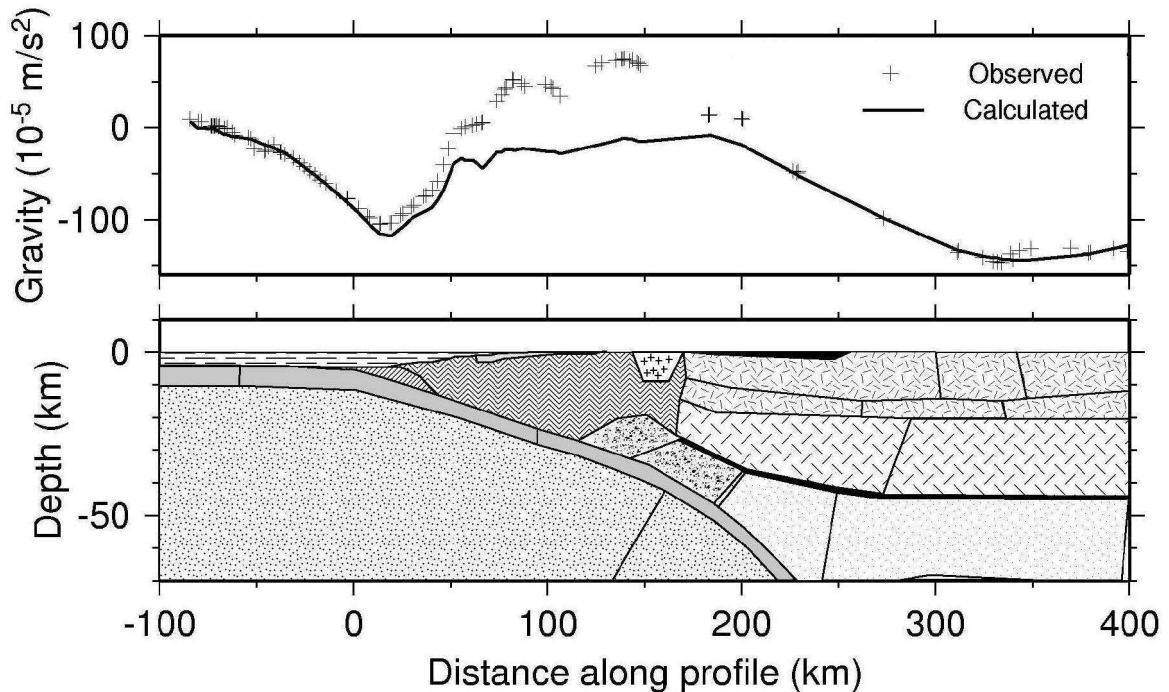 Gravity (10⁻⁵ m/s²)
100
0
-100
Observed
Calculated
Depth (km)
0
-50
-100 0 100 200 300 400
Distance along profile (km)